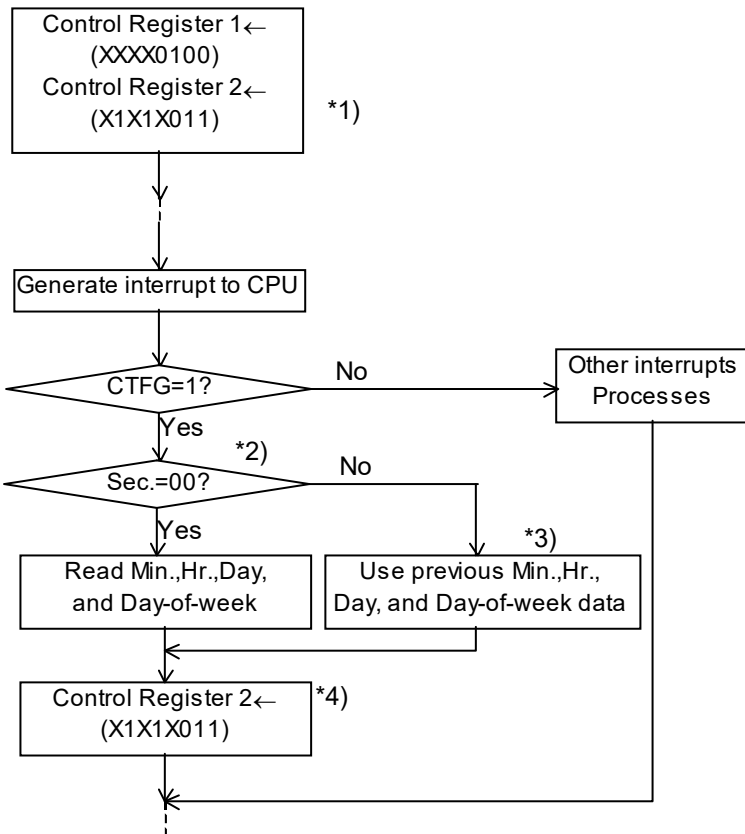 Control Register 1←
(XXXX0100)
Control Register 2←
(X1X1X011)
*1)
Generate interrupt to CPU
CTFG=1?
No
Other interrupts
Processes
Yes
*2)
Sec.=00?
No
Yes
*3)
Read Min.,Hr.,Day,
and Day-of-week
Use previous Min.,Hr.,
Day, and Day-of-week data
Control Register 2←
(X1X1X011)
*4)